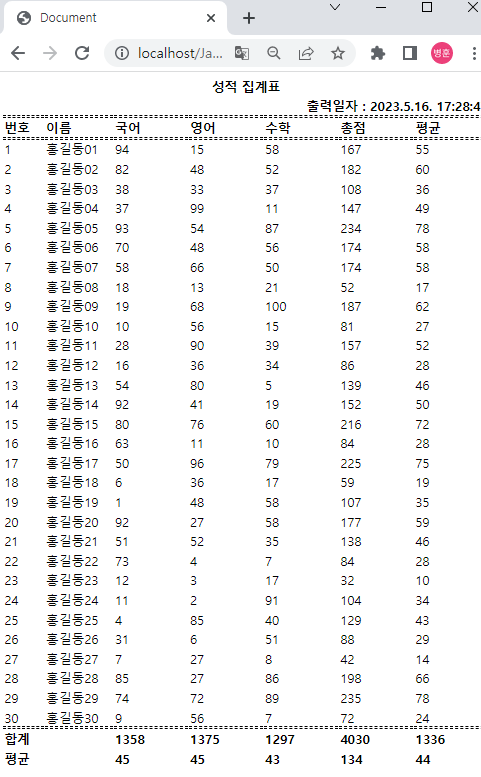 Document
localhost/Ja...
병훈
성적 집계표
출력일자 : 2023.5.16. 17:28:4
번호 이름 국어 영어 수학 총점 평균
1 홍길동01 94 15 58 167 55
2 홍길동02 82 48 52 182 60
3 홍길동03 38 33 37 108 36
4 홍길동04 37 99 11 147 49
5 홍길동05 93 54 87 234 78
6 홍길동06 70 48 56 174 58
7 홍길동07 58 66 50 174 58
8 홍길동08 18 13 21 52 17
9 홍길동09 19 68 100 187 62
10 홍길동10 10 56 15 81 27
11 홍길동11 28 90 39 157 52
12 홍길동12 16 36 34 86 28
13 홍길동13 54 80 5 139 46
14 홍길동14 92 41 19 152 50
15 홍길동15 80 76 60 216 72
16 홍길동16 63 11 10 84 28
17 홍길동17 50 96 79 225 75
18 홍길동18 6 36 17 59 19
19 홍길동19 1 48 58 107 35
20 홍길동20 92 27 58 177 59
21 홍길동21 51 52 35 138 46
22 홍길동22 73 4 7 84 28
23 홍길동23 12 3 17 32 10
24 홍길동24 11 2 91 104 34
25 홍길동25 4 85 40 129 43
26 홍길동26 31 6 51 88 29
27 홍길동27 7 27 8 42 14
28 홍길동28 85 27 86 198 66
29 홍길동29 74 72 89 235 78
30 홍길동30 9 56 7 72 24
합계 1358 1375 1297 4030 1336
평균 45 45 43 134 44